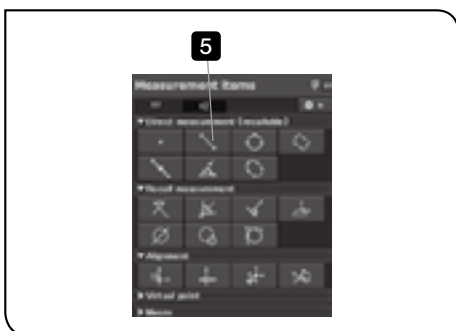 5
Measurement Items
Direct measurement (readable)
Recall measurement
Alignment
Virtual point
Macro